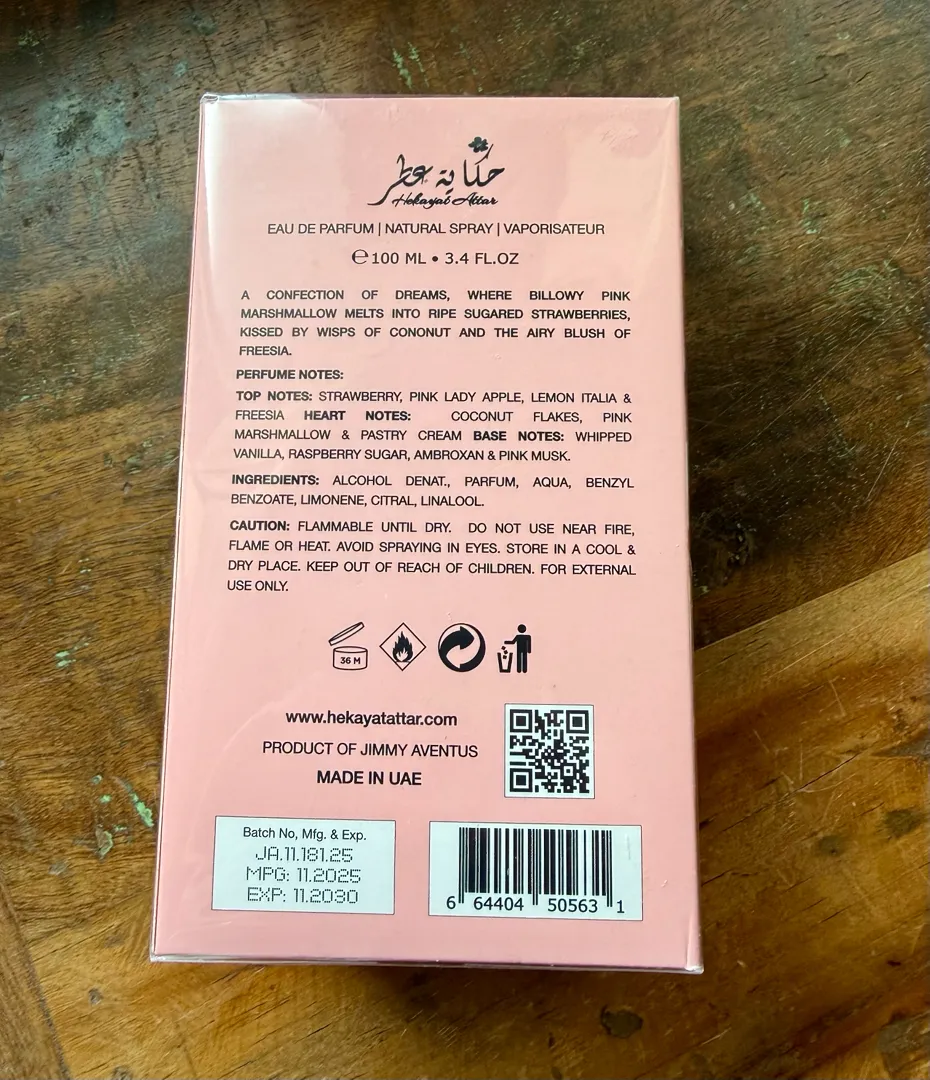 حكاية عطر
Hekayat Attar
EAU DE PARFUM | NATURAL SPRAY | VAPORISATEUR
℮ 100 ML • 3.4 FL.OZ
A CONFECTION OF DREAMS, WHERE BILLOWY PINK
MARSHMALLOW MELTS INTO RIPE SUGARED STRAWBERRIES,
KISSED BY WISPS OF CONONUT AND THE AIRY BLUSH OF
FREESIA.
PERFUME NOTES:
TOP NOTES: STRAWBERRY, PINK LADY APPLE, LEMON ITALIA &
FREESIA HEART NOTES: COCONUT FLAKES, PINK
MARSHMALLOW & PASTRY CREAM BASE NOTES: WHIPPED
VANILLA, RASPBERRY SUGAR, AMBROXAN & PINK MUSK.
INGREDIENTS: ALCOHOL DENAT., PARFUM, AQUA, BENZYL
BENZOATE, LIMONENE, CITRAL, LINALOOL.
CAUTION: FLAMMABLE UNTIL DRY. DO NOT USE NEAR FIRE,
FLAME OR HEAT. AVOID SPRAYING IN EYES. STORE IN A COOL &
DRY PLACE. KEEP OUT OF REACH OF CHILDREN. FOR EXTERNAL
USE ONLY.
36 M
www.hekayatattar.com
PRODUCT OF JIMMY AVENTUS
MADE IN UAE
Batch No, Mfg. & Exp.
JA.11.181.25
MPG: 11.2025
EXP: 11.2030
6 64404 50563 1